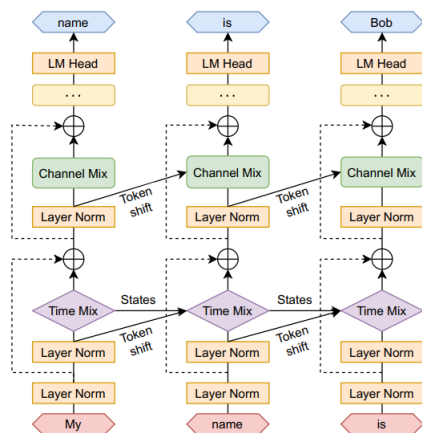 name is Bob
LM Head LM Head LM Head
... ... ...
Channel Mix Channel Mix Channel Mix
Layer Norm Token shift Layer Norm Token shift Layer Norm
Time Mix States Time Mix States Time Mix
Layer Norm Token shift Layer Norm Token shift Layer Norm
Layer Norm Layer Norm Layer Norm
My name is